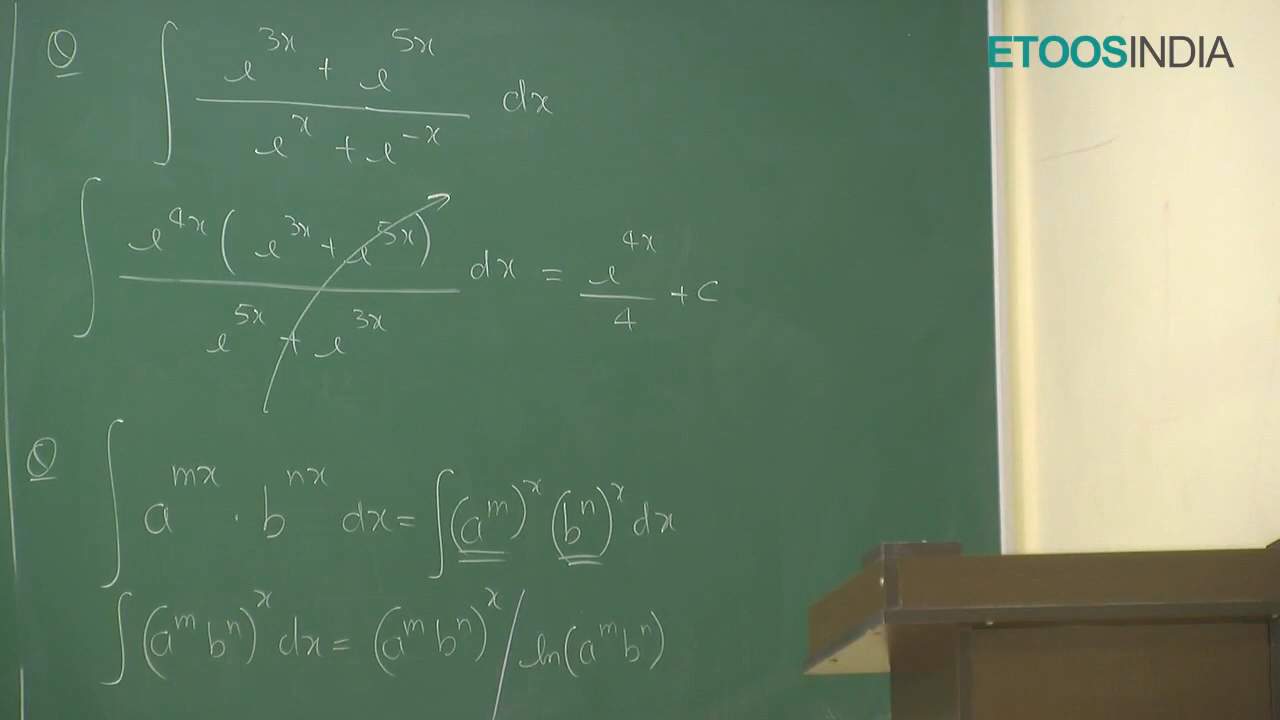 ETOOSINDIA
Q ∫ (e^{3x} + e^{5x}) / (e^{x} + e^{-x}) dx
∫ e^{4x}(e^{3x} + e^{5x}) / (e^{5x} + e^{3x}) dx = e^{4x}/4 + c
Q ∫ a^{mx} · b^{nx} dx = ∫ (a^{m})^{x} (b^{n})^{x} dx
∫ (a^{m} b^{n})^{x} dx = (a^{m} b^{n})^{x} / ln(a^{m} b^{n})